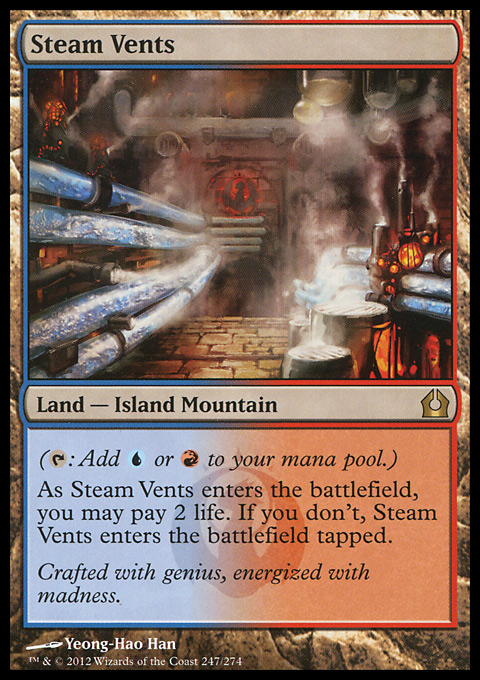 Steam Vents
Land — Island Mountain
(: Add or to your mana pool.)
As Steam Vents enters the battlefield,
you may pay 2 life. If you don't, Steam
Vents enters the battlefield tapped.
Crafted with genius, energized with
madness.
Yeong-Hao Han
™ & © 2012 Wizards of the Coast 247/274